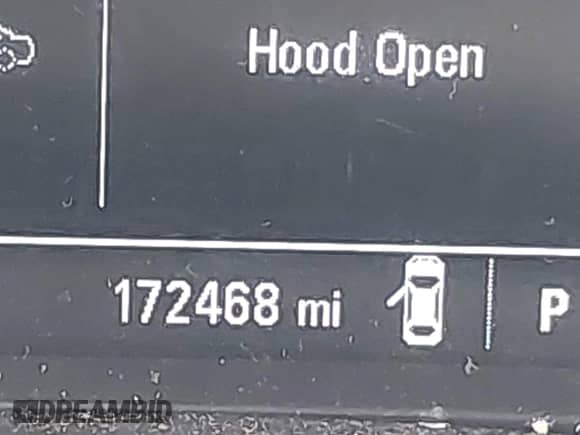 Hood Open
172468 mi
P
DREAMBID